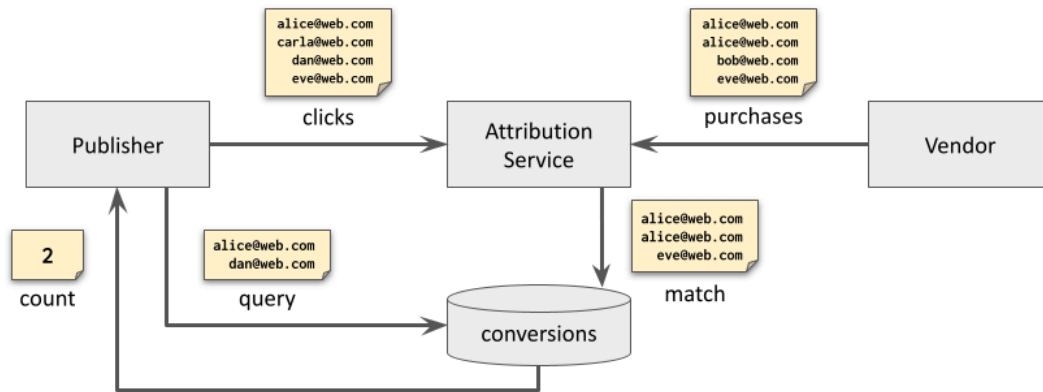 alice@web.com
carla@web.com
dan@web.com
eve@web.com
clicks
alice@web.com
alice@web.com
bob@web.com
eve@web.com
purchases
Publisher
Attribution
Service
Vendor
2
count
alice@web.com
dan@web.com
query
alice@web.com
alice@web.com
eve@web.com
match
conversions